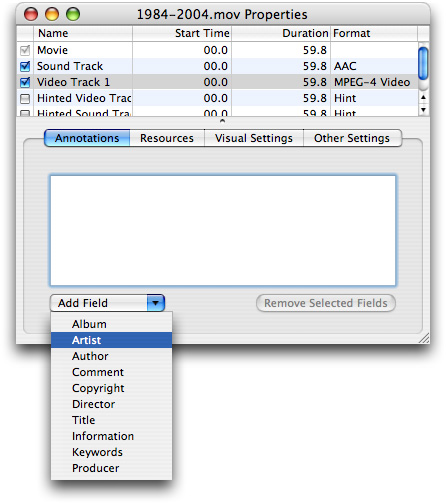 1984-2004.mov Properties
Name Start Time Duration Format
Movie 00.0 59.8
Sound Track 00.0 59.8 AAC
Video Track 1 00.0 59.8 MPEG-4 Video
Hinted Video Trac 00.0 59.8 Hint
Hinted Sound Tra 00.0 59.8 Hint
Annotations Resources Visual Settings Other Settings
Add Field Remove Selected Fields
Album
Artist
Author
Comment
Copyright
Director
Title
Information
Keywords
Producer